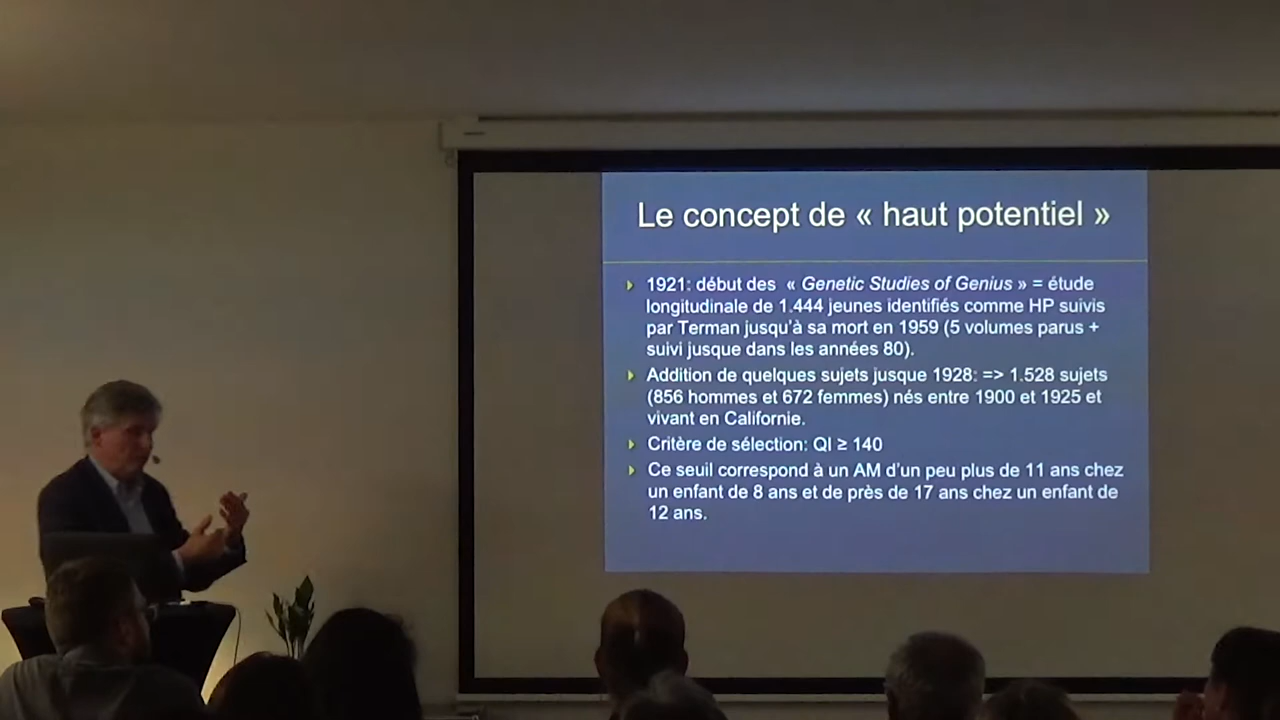 Le concept de « haut potentiel »
1921: début des « Genetic Studies of Genius » = étude
longitudinale de 1.444 jeunes identifiés comme HP suivis
par Terman jusqu'à sa mort en 1959 (5 volumes parus +
suivi jusque dans les années 80).
Addition de quelques sujets jusque 1928: => 1.528 sujets
(856 hommes et 672 femmes) nés entre 1900 et 1925 et
vivant en Californie.
Critère de sélection: QI ≥ 140
Ce seuil correspond à un AM d'un peu plus de 11 ans chez
un enfant de 8 ans et de près de 17 ans chez un enfant de
12 ans.